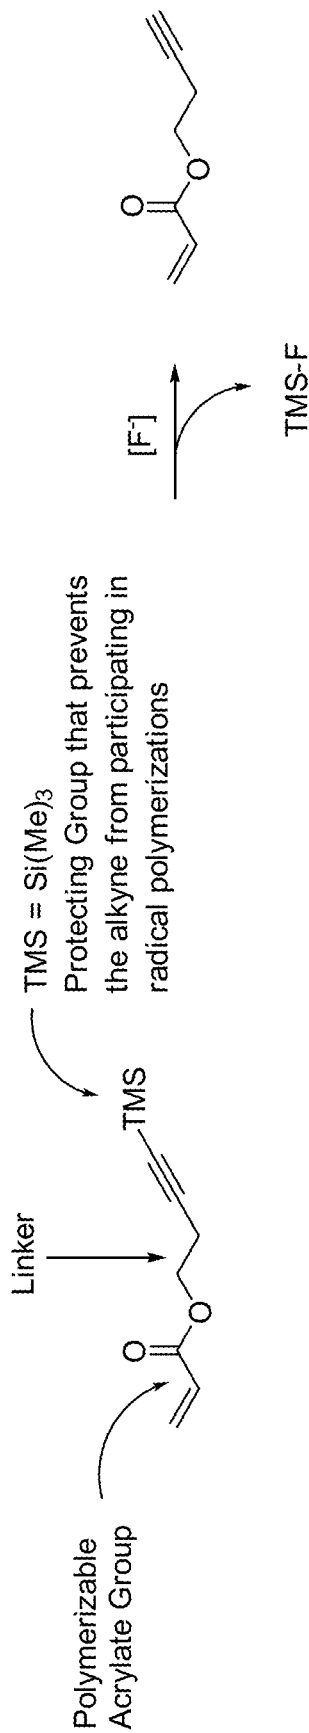 Polymerizable
Acrylate Group
O
O
Linker
TMS
TMS = Si(Me)3
Protecting Group that prevents
the alkyne from participating in
radical polymerizations
[F-]
TMS-F
O
O